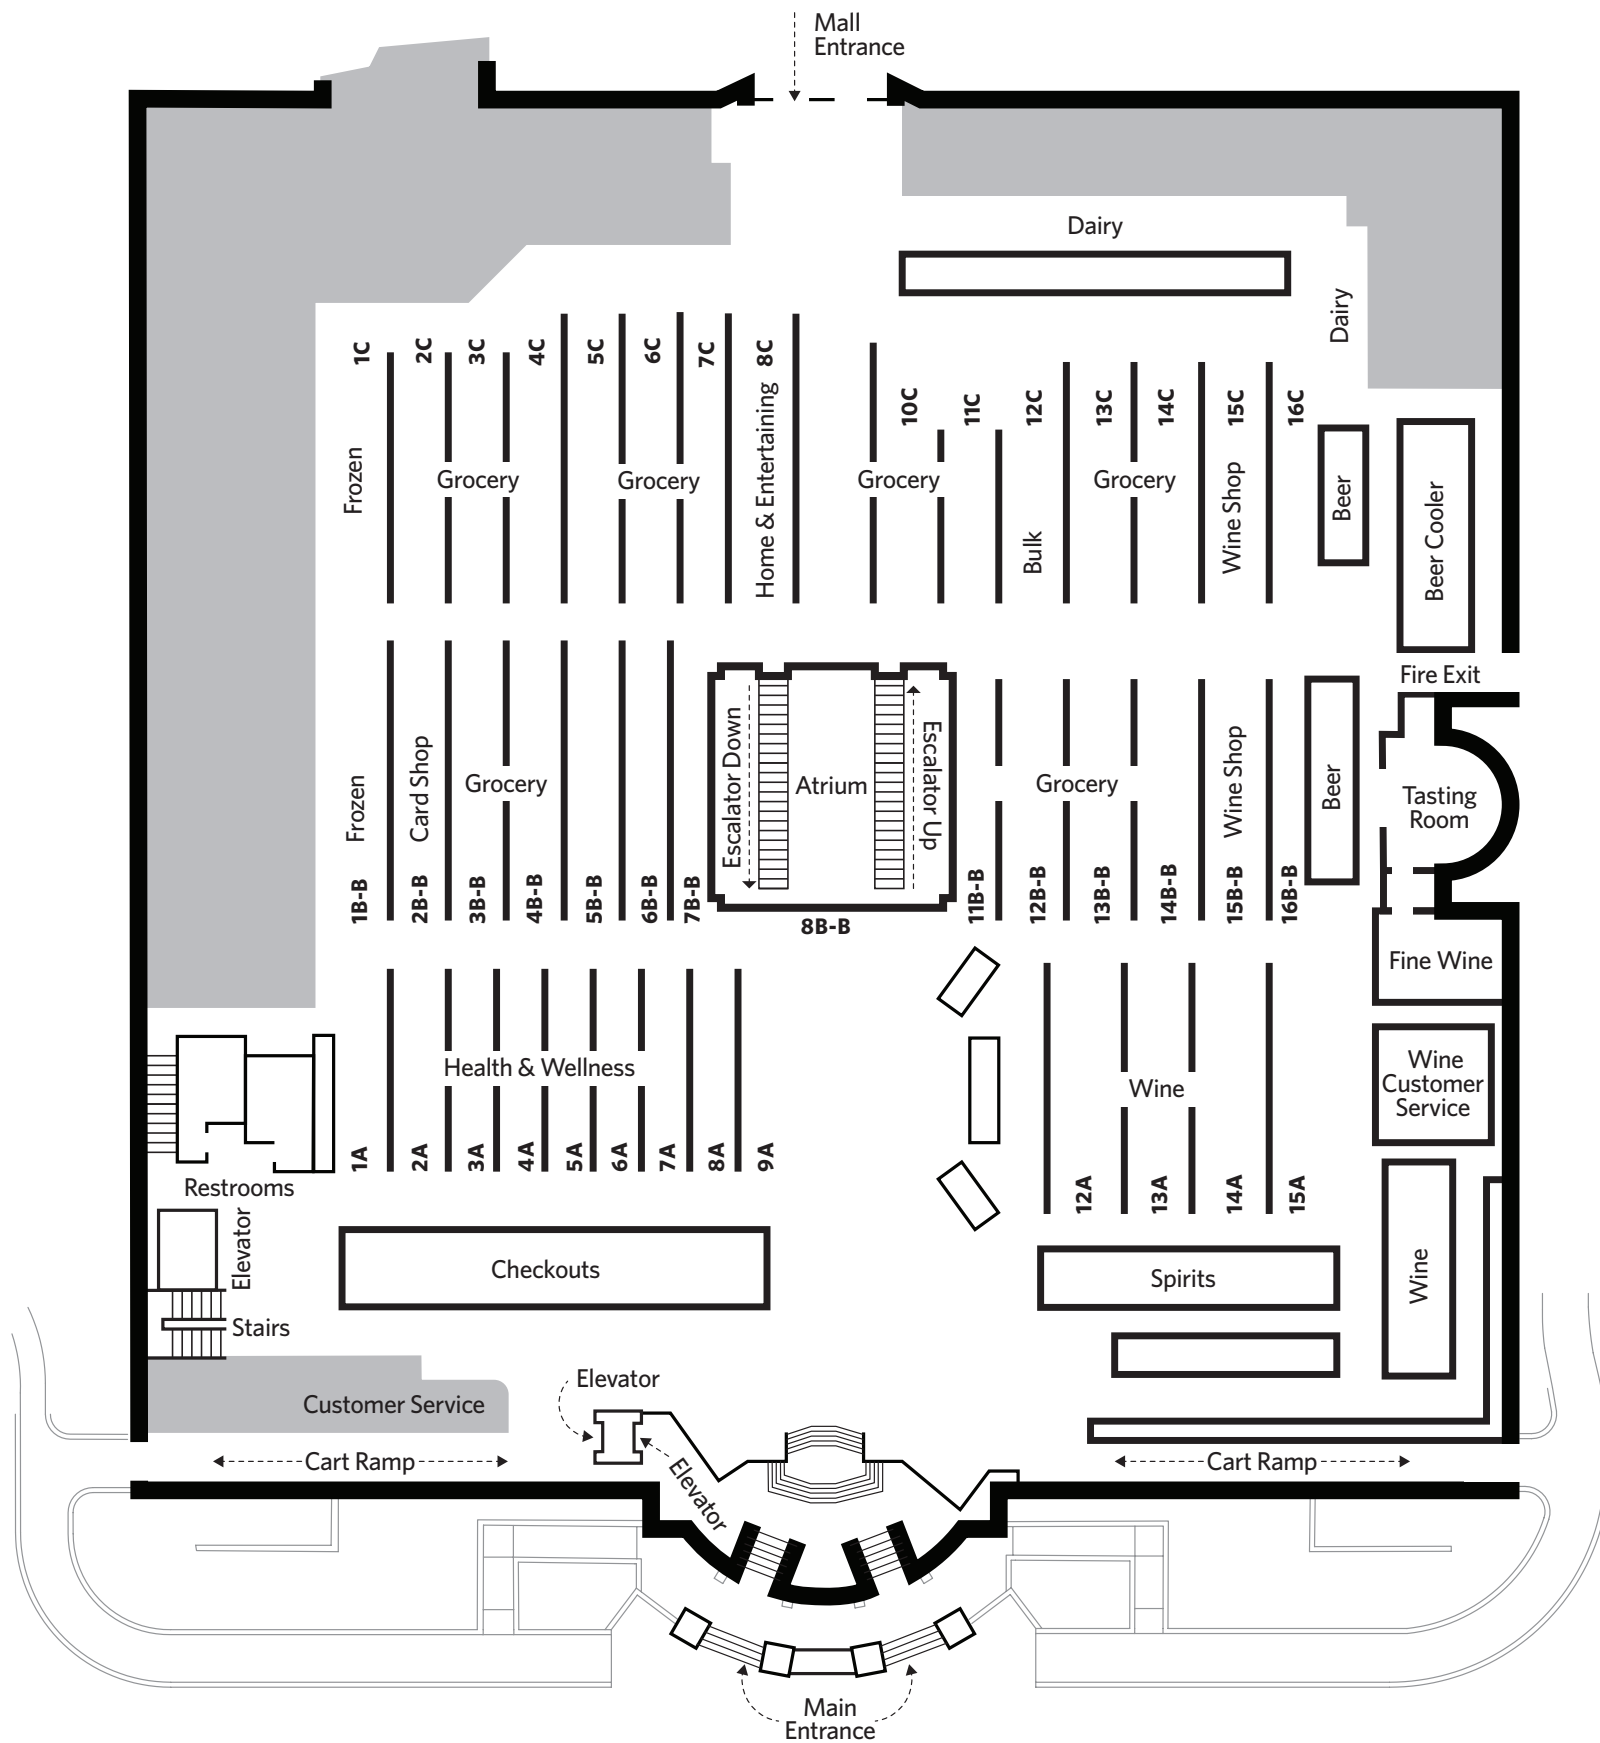 Mall
Entrance
Dairy
Dairy
1C
2C
3C
4C
5C
6C
7C
8C
10C
11C
12C
13C
14C
15C
16C
Frozen
Grocery
Grocery
Home & Entertaining
Grocery
Bulk
Grocery
Wine Shop
Beer
Beer Cooler
Fire Exit
Frozen
Card Shop
Grocery
Escalator Down
Atrium
Escalator Up
Grocery
Wine Shop
Beer
Tasting
Room
1B-B
2B-B
3B-B
4B-B
5B-B
6B-B
7B-B
8B-B
11B-B
12B-B
13B-B
14B-B
15B-B
16B-B
Fine Wine
Health & Wellness
Wine
Wine
Customer
Service
1A
2A
3A
4A
5A
6A
7A
8A
9A
12A
13A
14A
15A
Restrooms
Elevator
Checkouts
Spirits
Wine
Stairs
Elevator
Customer Service
Cart Ramp
Elevator
Cart Ramp
Main
Entrance